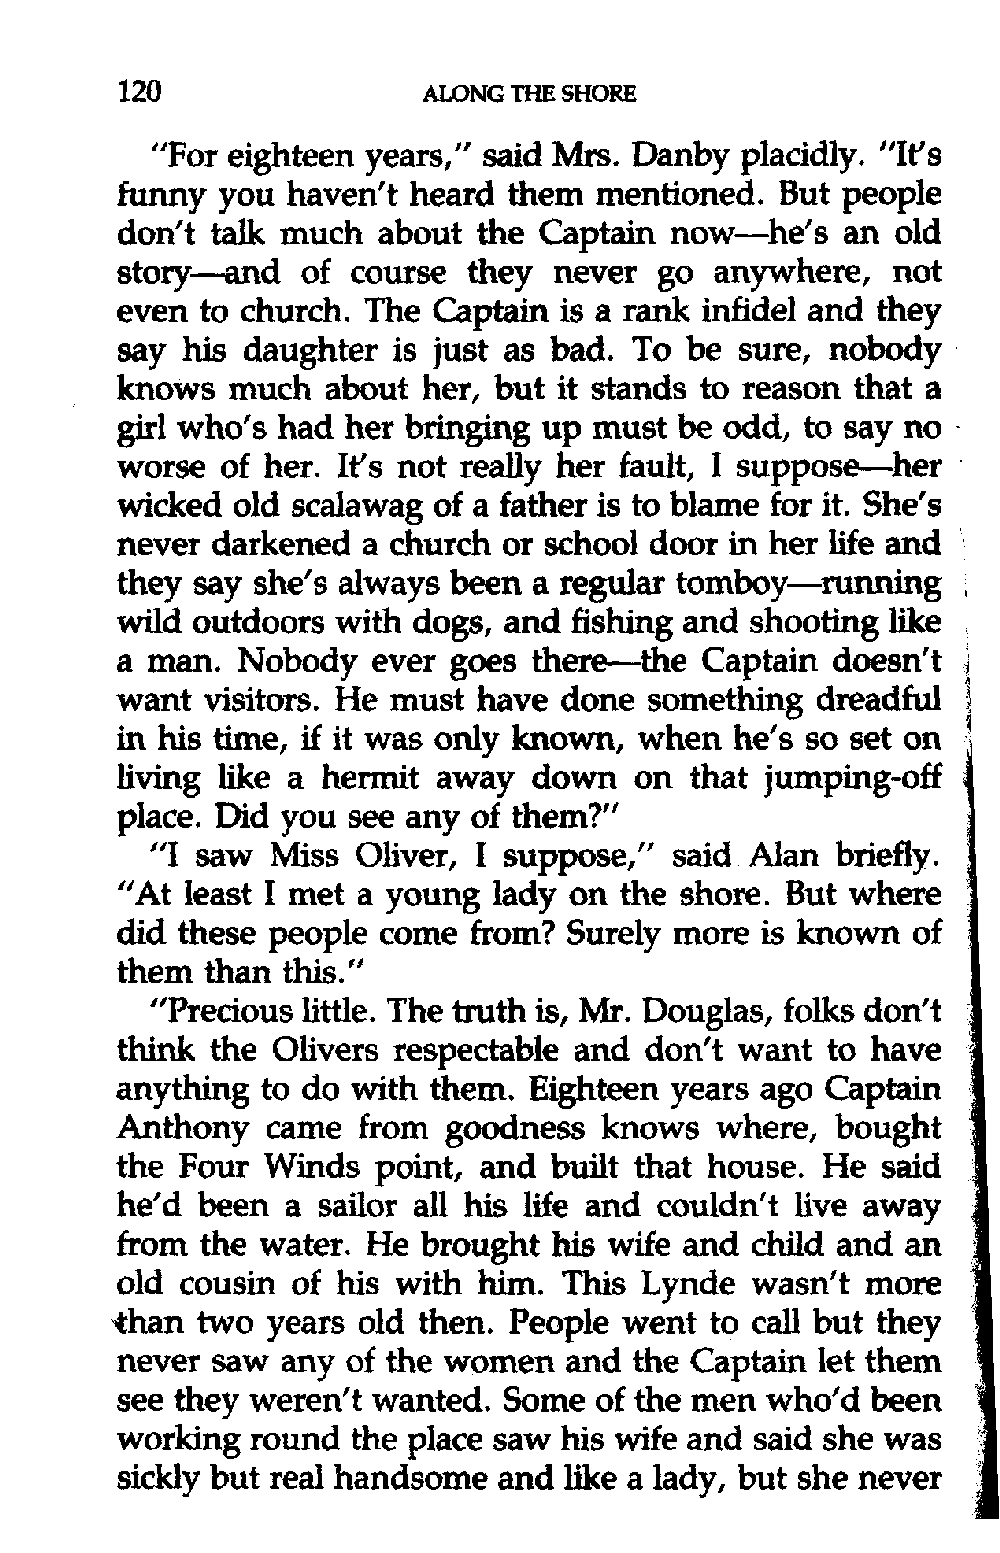 120 ALONG THE SHORE
"For eighteen years," said Mrs. Danby placidly. "It's
funny you haven't heard them mentioned. But people
don't talk much about the Captain now—he's an old
story—and of course they never go anywhere, not
even to church. The Captain is a rank infidel and they
say his daughter is just as bad. To be sure, nobody
knows much about her, but it stands to reason that a
girl who's had her bringing up must be odd, to say no
worse of her. It's not really her fault, I suppose—her
wicked old scalawag of a father is to blame for it. She's
never darkened a church or school door in her life and
they say she's always been a regular tomboy—running
wild outdoors with dogs, and fishing and shooting like
a man. Nobody ever goes there—the Captain doesn't
want visitors. He must have done something dreadful
in his time, if it was only known, when he's so set on
living like a hermit away down on that jumping-off
place. Did you see any of them?"
"I saw Miss Oliver, I suppose," said Alan briefly.
"At least I met a young lady on the shore. But where
did these people come from? Surely more is known of
them than this."
"Precious little. The truth is, Mr. Douglas, folks don't
think the Olivers respectable and don't want to have
anything to do with them. Eighteen years ago Captain
Anthony came from goodness knows where, bought
the Four Winds point, and built that house. He said
he'd been a sailor all his life and couldn't live away
from the water. He brought his wife and child and an
old cousin of his with him. This Lynde wasn't more
than two years old then. People went to call but they
never saw any of the women and the Captain let them
see they weren't wanted. Some of the men who'd been
working round the place saw his wife and said she was
sickly but real handsome and like a lady, but she never